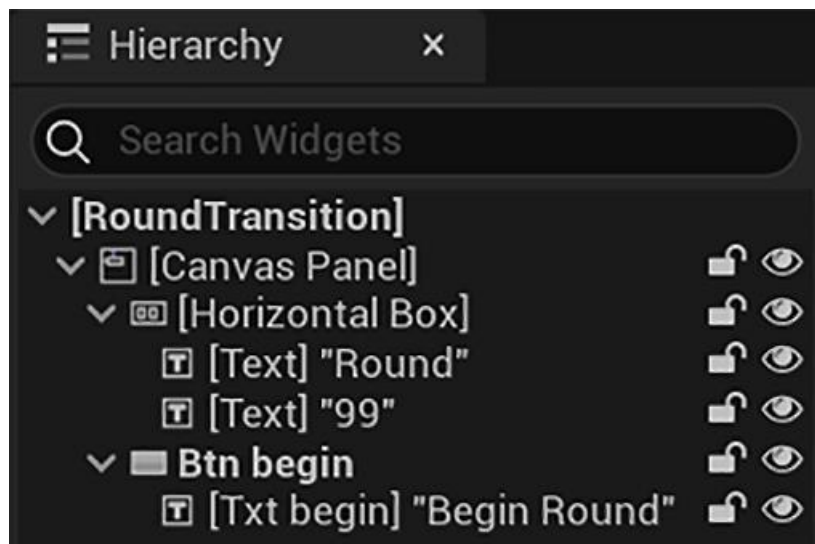 Hierarchy
Search Widgets
[RoundTransition]
[Canvas Panel]
[Horizontal Box]
[Text] "Round"
[Text] "99"
Btn begin
[Txt begin] "Begin Round"